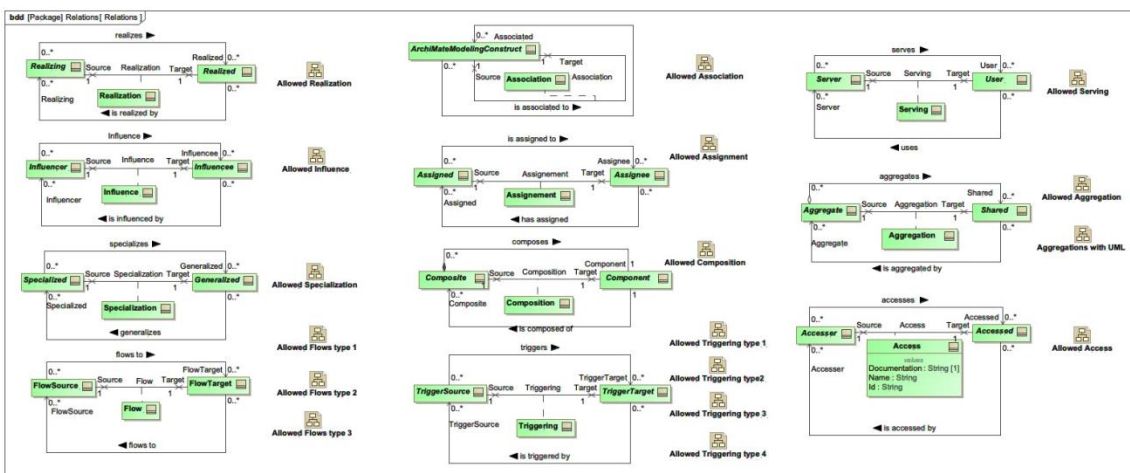 bdd [Package] Relations[ Relations ]
realizes
0..*
Realized
0..*
Realizing
Source
Realization
Target
Realized
1
1
0..*
0..*
Realizing
Realization
is realized by
Allowed Realization
Associated
0..*
ArchiMateModelingConstruct
1
0..*
1
Target
Source
Association
Association
is associated to
Allowed Association
serves
0..*
User
0..*
Server
Source
Serving
Target
User
1
1
0..*
0..*
Server
Serving
uses
Allowed Serving
Influence
0..*
Influencee
0..*
Influencer
Source
Influence
Target
Influencee
1
1
0..*
0..*
Influencer
Influence
is influenced by
Allowed Influence
is assigned to
0..*
Assignee
0..*
Assigned
Source
Assignement
Target
Assignee
1
1
0..*
0..*
Assigned
Assignement
has assigned
Allowed Assignment
aggregates
0..*
Shared
0..*
Aggregate
Source
Aggregation
Target
Shared
1
1
0..*
0..*
Aggregate
Aggregation
is aggregated by
Allowed Aggregation
Aggregations with UML
specializes
0..*
Generalized
0..*
Specialized
Source
Specialization
Target
Generalized
1
1
0..*
0..*
Specialized
Specialization
generalizes
Allowed Specialization
composes
0..*
Component
1
Composite
Source
Composition
Target
Component
1
1
0..*
1
Composite
Composition
is composed of
Allowed Composition
accesses
0..*
Accessed
0..*
Accesser
Source
Access
Target
Accessed
1
1
0..*
0..*
Accesser
Access
values
Documentation : String [1]
Name : String
Id : String
is accessed by
Allowed Access
flows to
0..*
FlowTarget
0..*
FlowSource
Source
Flow
Target
FlowTarget
1
1
0..*
0..*
FlowSource
Flow
flows to
Allowed Flows type 1
Allowed Flows type 2
Allowed Flows type 3
triggers
0..*
TriggerTarget
0..*
TriggerSource
Source
Triggering
Target
TriggerTarget
1
1
0..*
0..*
TriggerSource
Triggering
is triggered by
Allowed Triggering type 1
Allowed Triggering type2
Allowed Triggering type 3
Allowed Triggering type 4